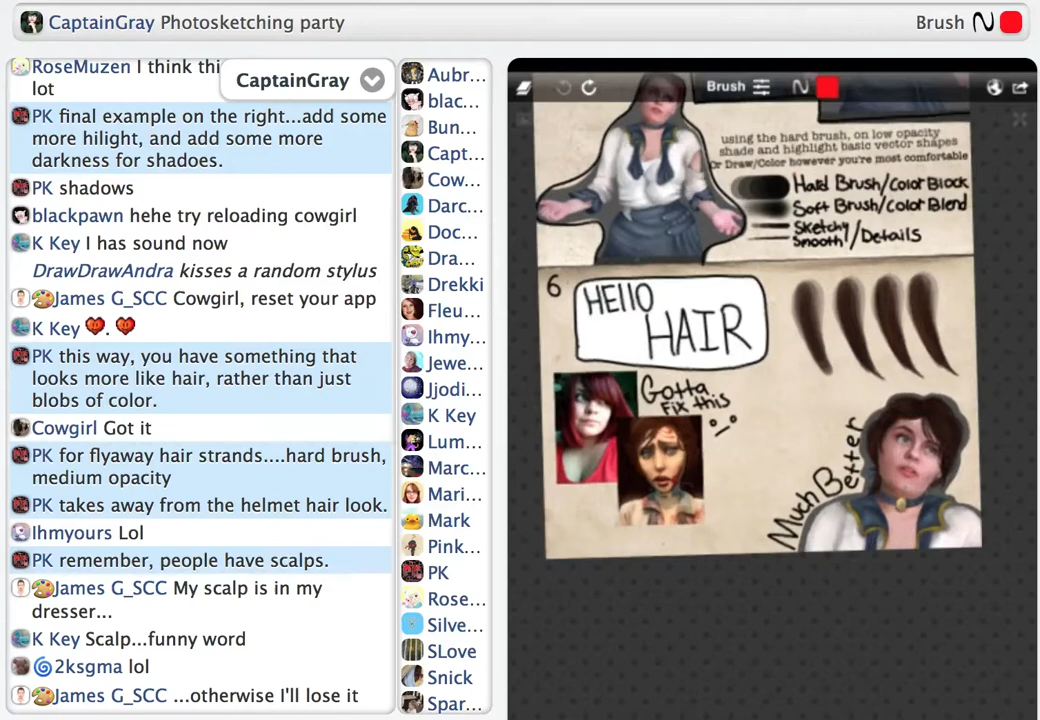 CaptainGray Photosketching party
Brush
RoseMuzen I think thi
lot
CaptainGray
PK final example on the right...add some
more hilight, and add some more
darkness for shadoes.
PK shadows
blackpawn hehe try reloading cowgirl
K Key I has sound now
DrawDrawAndra kisses a random stylus
James G_SCC Cowgirl, reset your app
K Key . 
PK this way, you have something that
looks more like hair, rather than just
blobs of color.
Cowgirl Got it
PK for flyaway hair strands....hard brush,
medium opacity
PK takes away from the helmet hair look.
Ihmyours Lol
PK remember, people have scalps.
James G_SCC My scalp is in my
dresser...
K Key Scalp...funny word
2ksgma lol
James G_SCC ...otherwise I'll lose it
Aubr...
blac...
Bun...
Capt...
Cow...
Darc...
Doc...
Dra...
Drekki
Fleu...
Ihmy...
Jewe...
Jjodi...
K Key
Lum...
Marc...
Mari...
Mark
Pink...
PK
Rose...
Silve...
SLove
Snick
Spar...
Brush
using the hard brush, on low opacity
shade and highlight basic vector shapes
Or Draw/Color however you're most comfortable
Hard Brush/Color Block
Soft Brush/Color Blend
Sketchy
Smooth/Details
6
HEllO
HAIR
Gotta
Fix this
Much Better